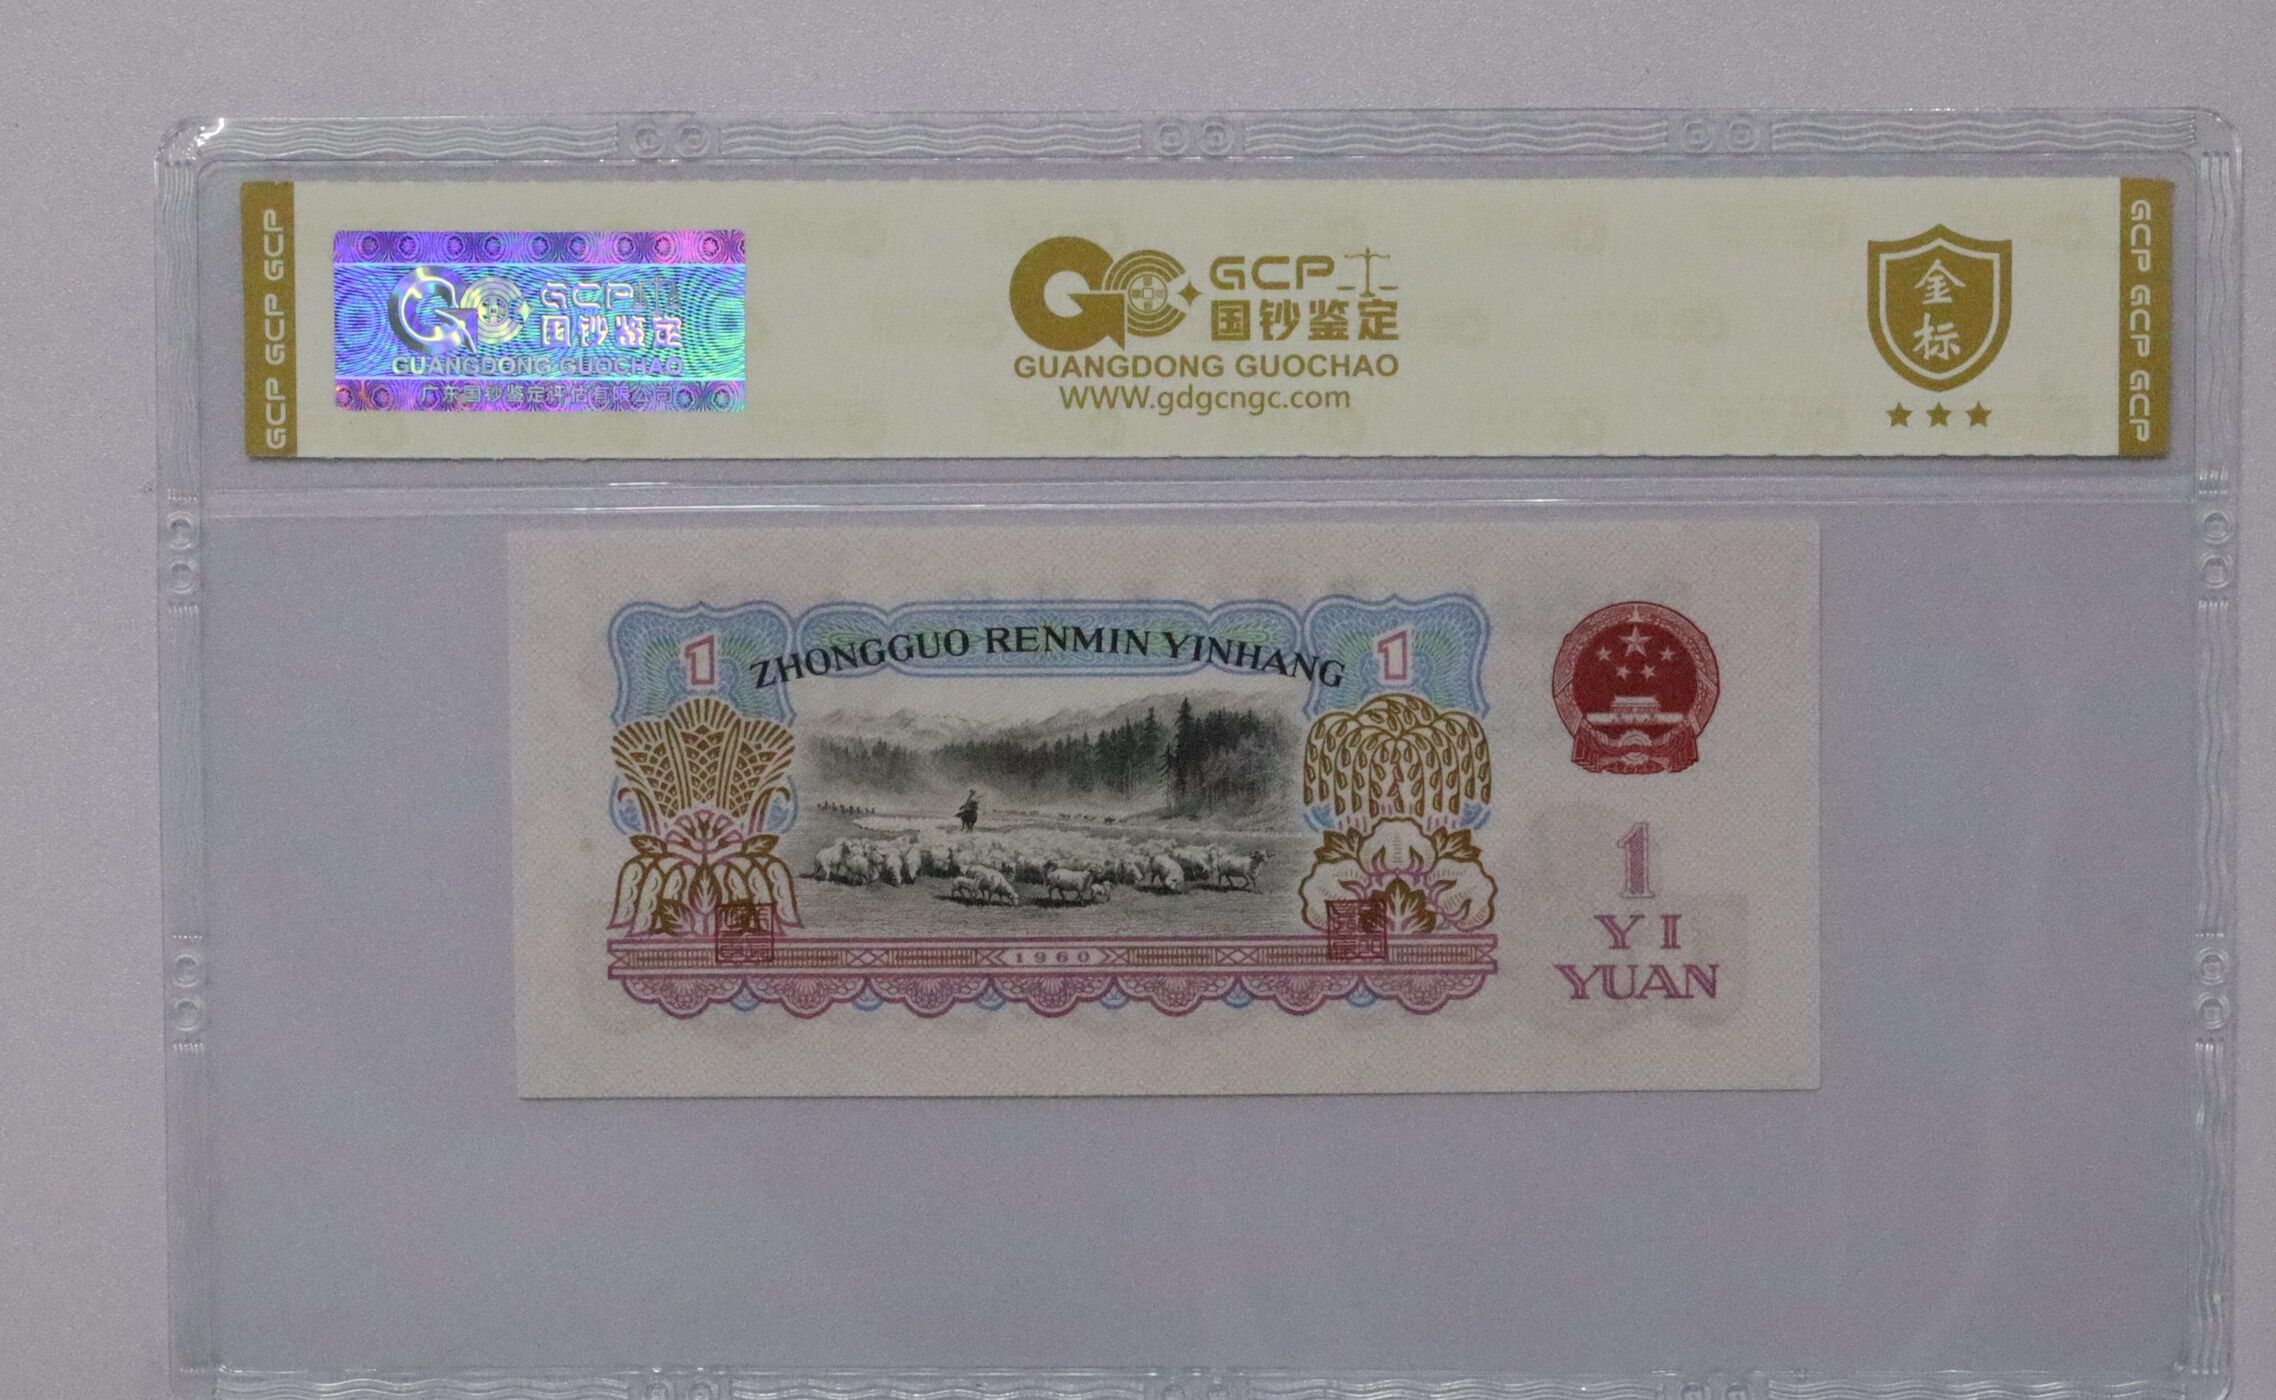 GCP GCP GCP
GCP
国钞鉴定
GUANGDONG GUOCHAO
广东国钞鉴定评估有限公司
GCP
国钞鉴定
GUANGDONG GUOCHAO
WWW.gdgcngc.com
金
标
GCP GCP GCP
1
ZHONGGUO RENMIN YINHANG
1
1
YI
YUAN
1960